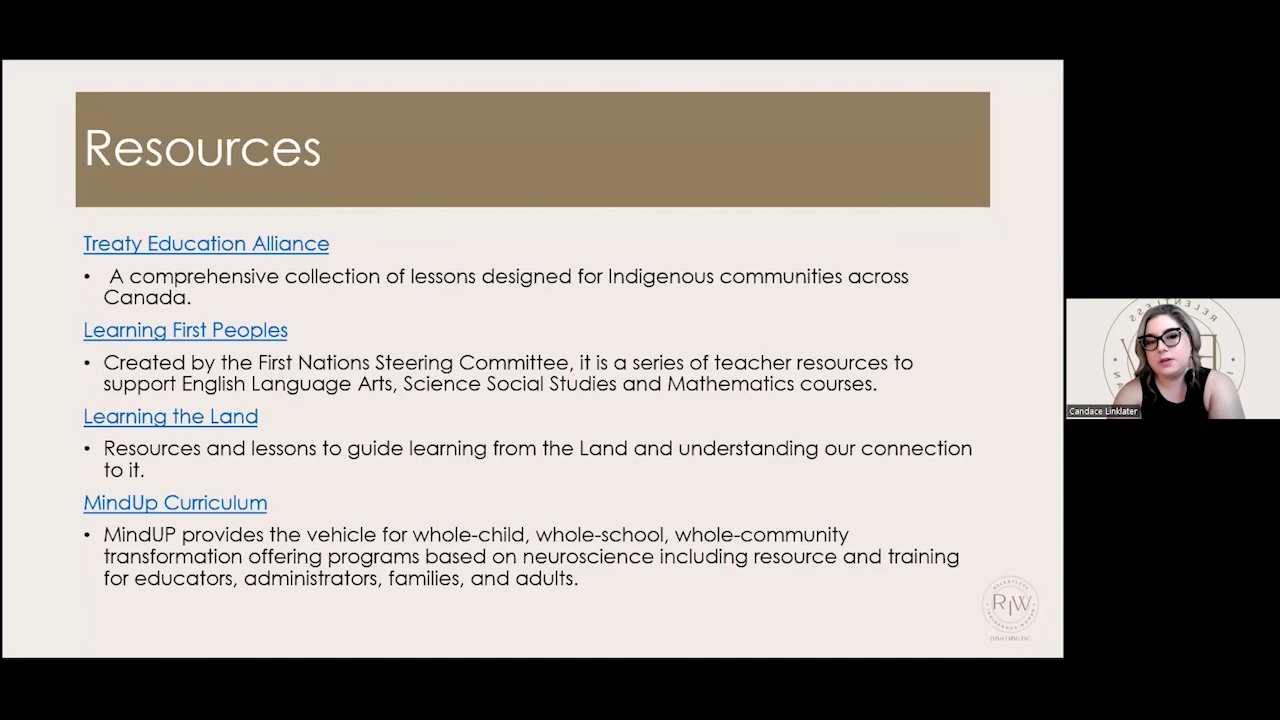 Resources
Treaty Education Alliance
• A comprehensive collection of lessons designed for Indigenous communities across
Canada.
Learning First Peoples
• Created by the First Nations Steering Committee, it is a series of teacher resources to
support English Language Arts, Science Social Studies and Mathematics courses.
Learning the Land
• Resources and lessons to guide learning from the Land and understanding our connection
to it.
MindUp Curriculum
• MindUP provides the vehicle for whole-child, whole-school, whole-community
transformation offering programs based on neuroscience including resource and training
for educators, administrators, families, and adults.
RELENTLESS
RIW
INDIGENOUS WOMAN
RELENTLESS
Candace Linklater